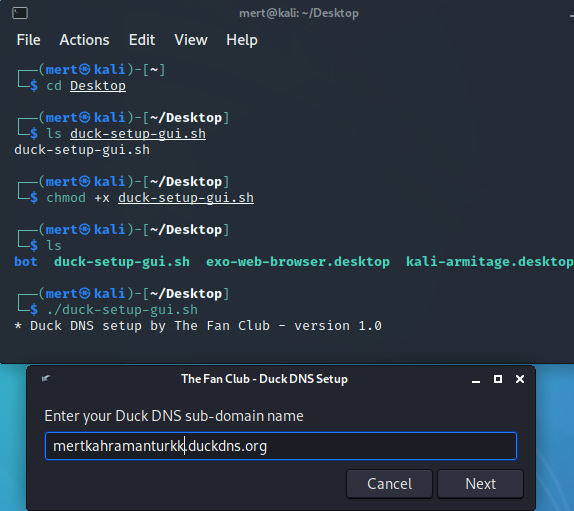 mert@kali: ~/Desktop
File Actions Edit View Help
┌──(mert㉿kali)-[~]
└─$ cd Desktop
┌──(mert㉿kali)-[~/Desktop]
└─$ ls duck-setup-gui.sh
duck-setup-gui.sh
┌──(mert㉿kali)-[~/Desktop]
└─$ chmod +x duck-setup-gui.sh
┌──(mert㉿kali)-[~/Desktop]
└─$ ls
bot duck-setup-gui.sh exo-web-browser.desktop kali-armitage.desktop
┌──(mert㉿kali)-[~/Desktop]
└─$ ./duck-setup-gui.sh
* Duck DNS setup by The Fan Club - version 1.0
The Fan Club - Duck DNS Setup
Enter your Duck DNS sub-domain name
mertkahramanturkk.duckdns.org
Cancel Next